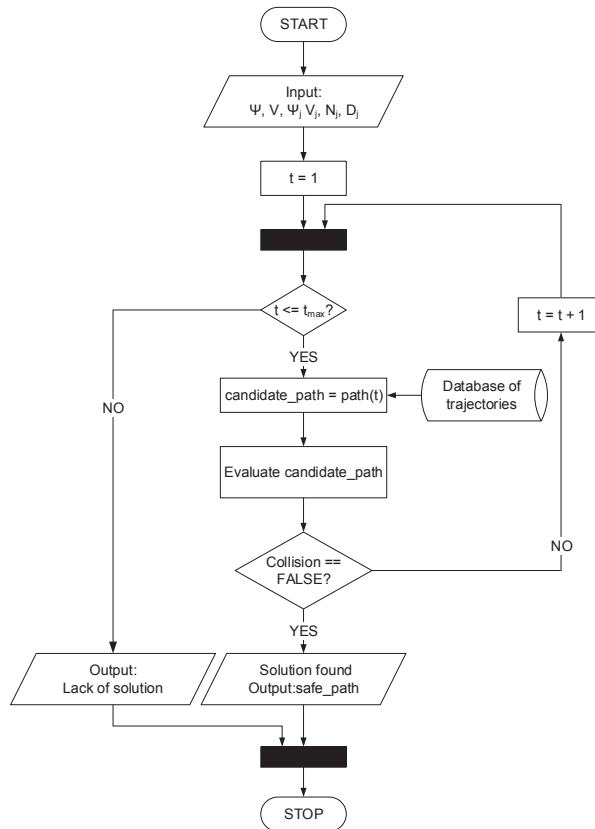 START
Input:
Ψ, V, Ψj Vj, Nj, Dj
t = 1
t <= tmax?
t = t + 1
YES
NO
candidate_path = path(t)
Database of
trajectories
Evaluate candidate_path
Collision ==
FALSE?
NO
YES
Output:
Lack of solution
Solution found
Output:safe_path
STOP